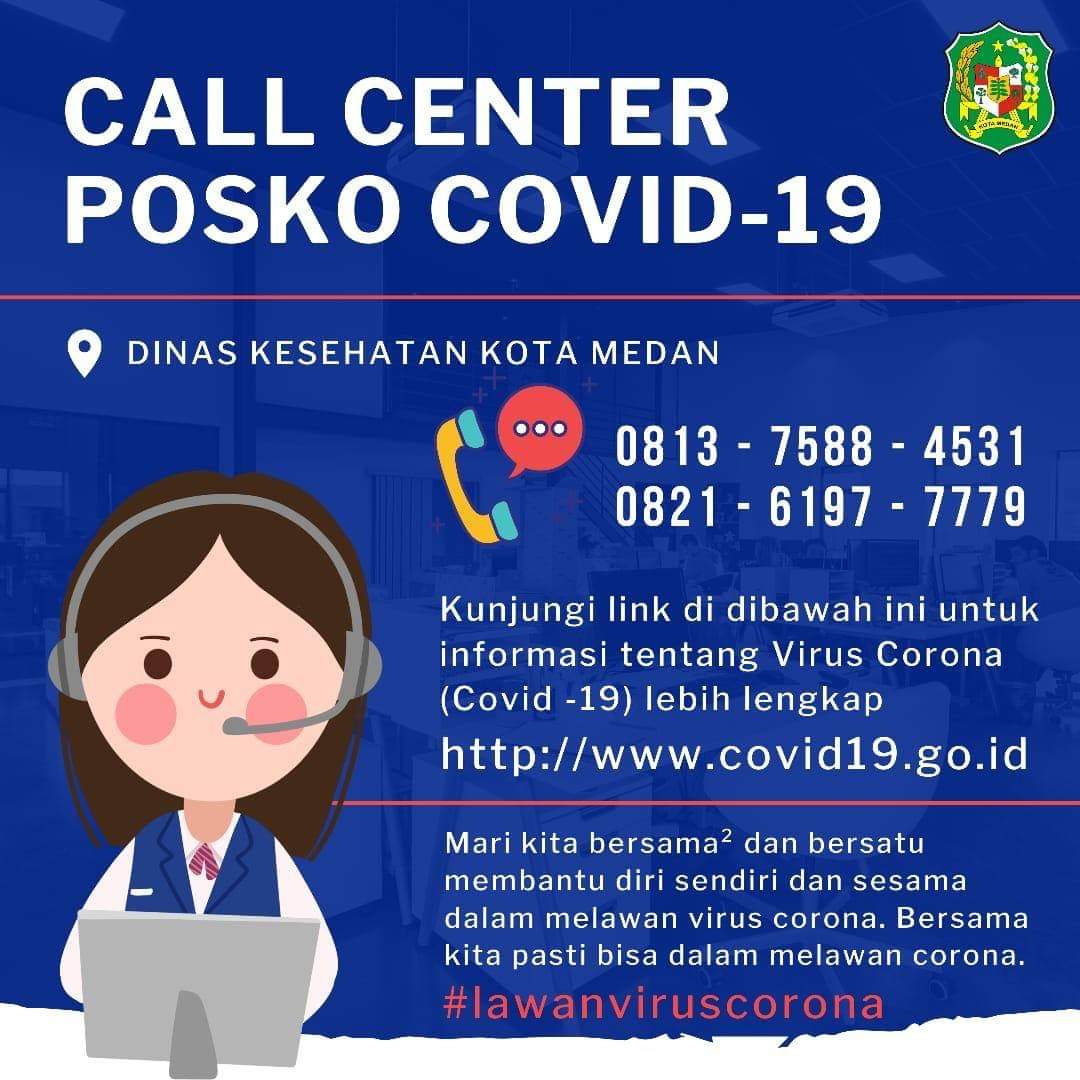 CALL CENTER
POSKO COVID-19
KOTA MEDAN
DINAS KESEHATAN KOTA MEDAN
0813 - 7588 - 4531
0821 - 6197 - 7779
Kunjungi link di dibawah ini untuk
informasi tentang Virus Corona
(Covid -19) lebih lengkap
http://www.covid19.go.id
Mari kita bersama² dan bersatu
membantu diri sendiri dan sesama
dalam melawan virus corona. Bersama
kita pasti bisa dalam melawan corona.
#lawanviruscorona